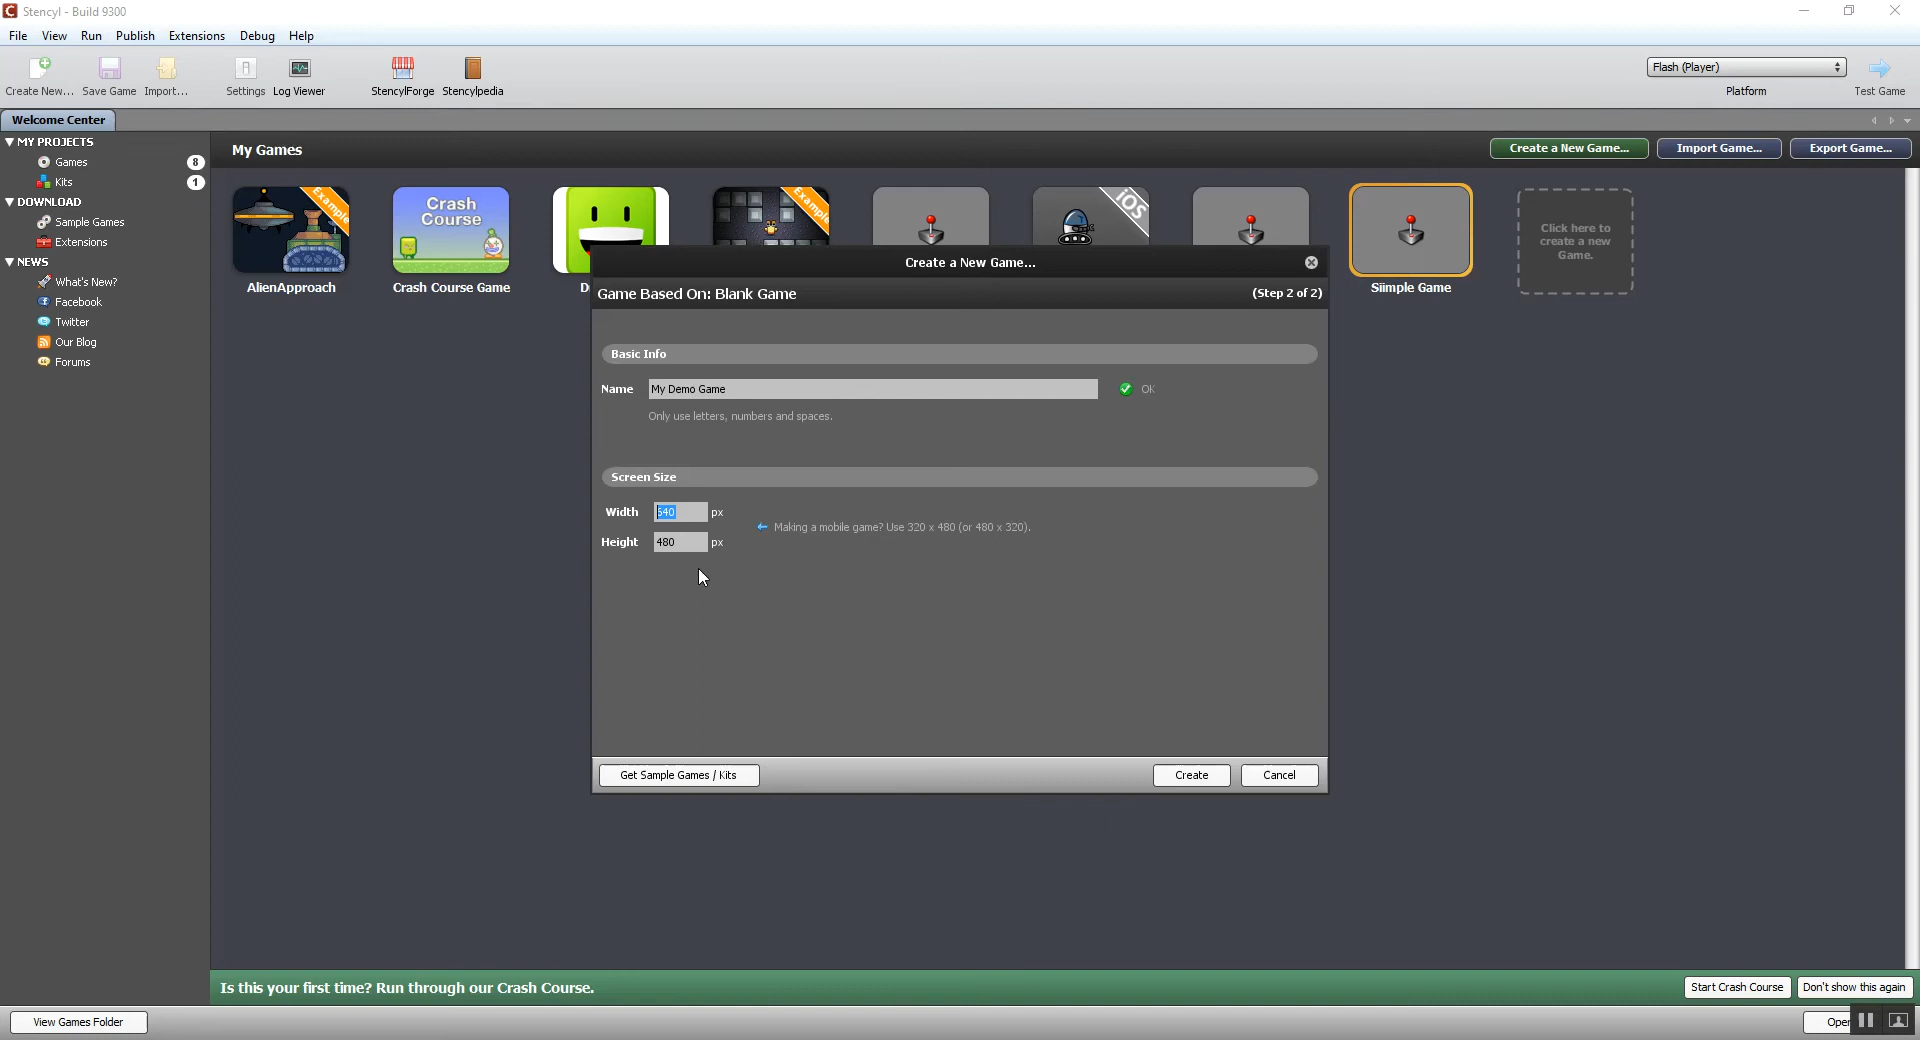 Stencyl - Build 9300
File View Run Publish Extensions Debug Help
Create New... Save Game Import... Settings Log Viewer StencylForge Stencylpedia
Flash (Player)
Platform
Test Game
Welcome Center
MY PROJECTS
Games 8
Kits 1
DOWNLOAD
Sample Games
Extensions
NEWS
What's New?
Facebook
Twitter
Our Blog
Forums
My Games
Create a New Game... Import Game... Export Game...
Example
AlienApproach
Crash
Course
Crash Course Game
D
Example
iOS
Siimple Game
Click here to
create a new
Game.
Create a New Game...
Game Based On: Blank Game (Step 2 of 2)
Basic Info
Name My Demo Game OK
Only use letters, numbers and spaces.
Screen Size
Width 640 px
Making a mobile game? Use 320 x 480 (or 480 x 320).
Height 480 px
Get Sample Games / Kits Create Cancel
Is this your first time? Run through our Crash Course. Start Crash Course Don't show this again
View Games Folder Open